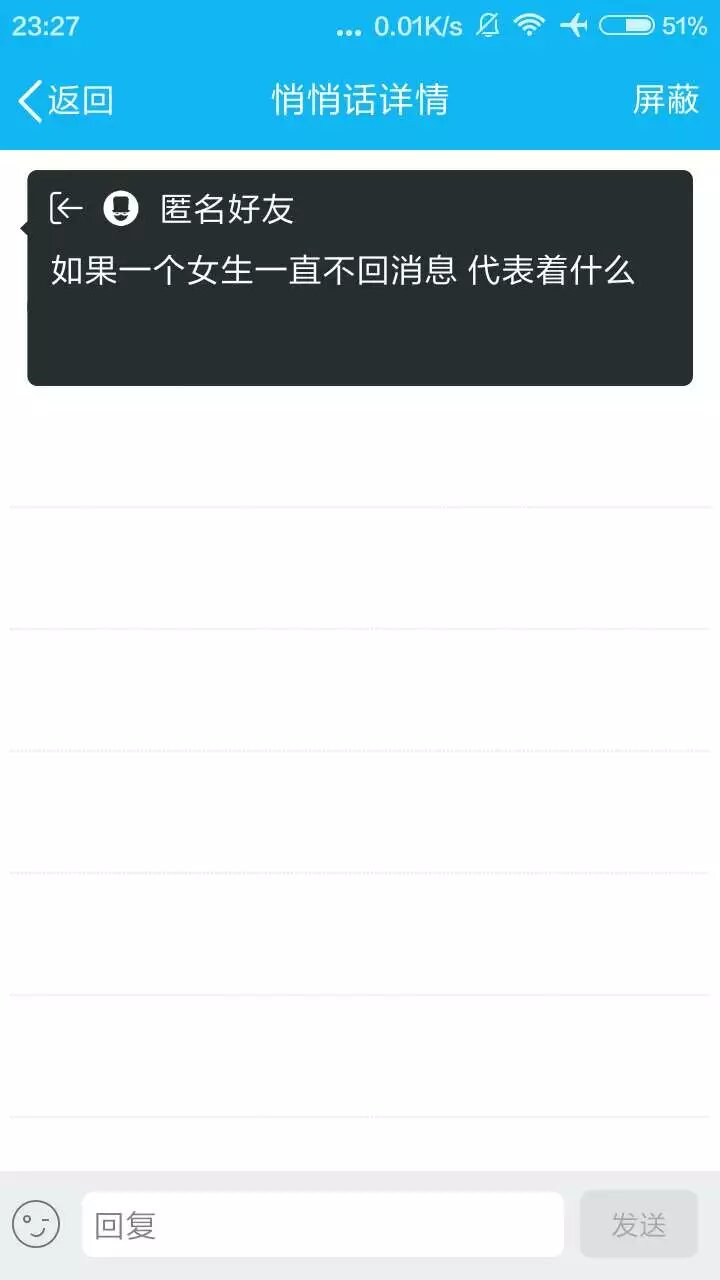 23:27 ... 0.01K/s 51%
返回 悄悄话详情 屏蔽
匿名好友
如果一个女生一直不回消息 代表着什么
回复 发送